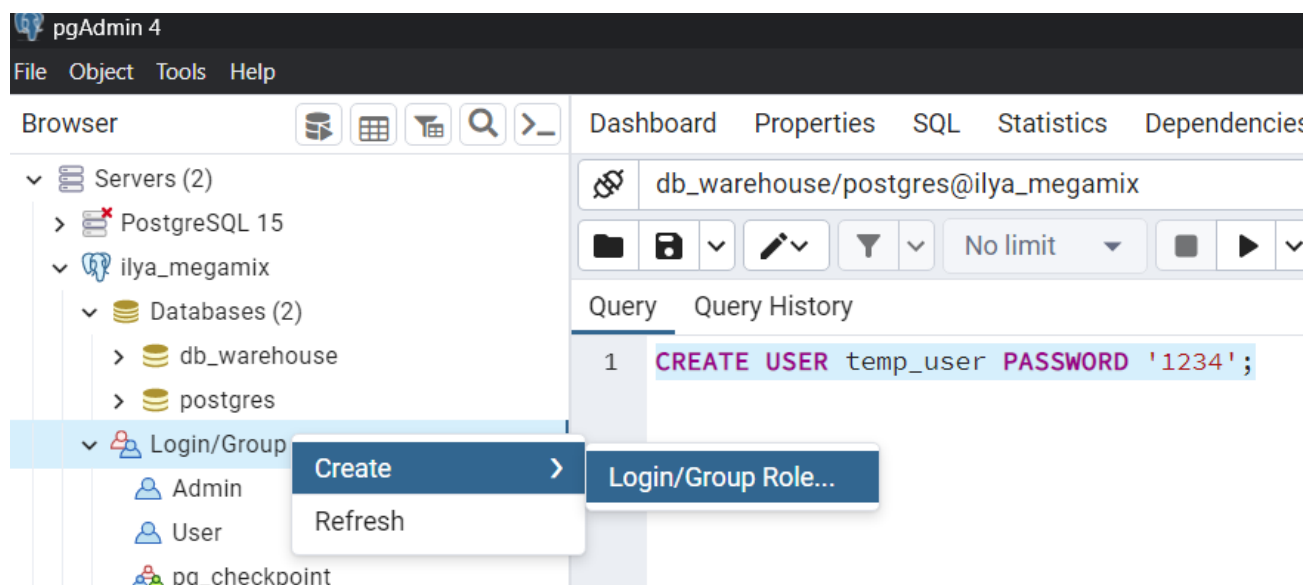 pgAdmin 4
File Object Tools Help
Browser
Dashboard Properties SQL Statistics Dependencies
Servers (2)
db_warehouse/postgres@ilya_megamix
PostgreSQL 15
ilya_megamix
No limit
Databases (2)
Query Query History
db_warehouse
1 CREATE USER temp_user PASSWORD '1234';
postgres
Login/Group
Create
Login/Group Role...
Admin
Refresh
User
pg_checkpoint